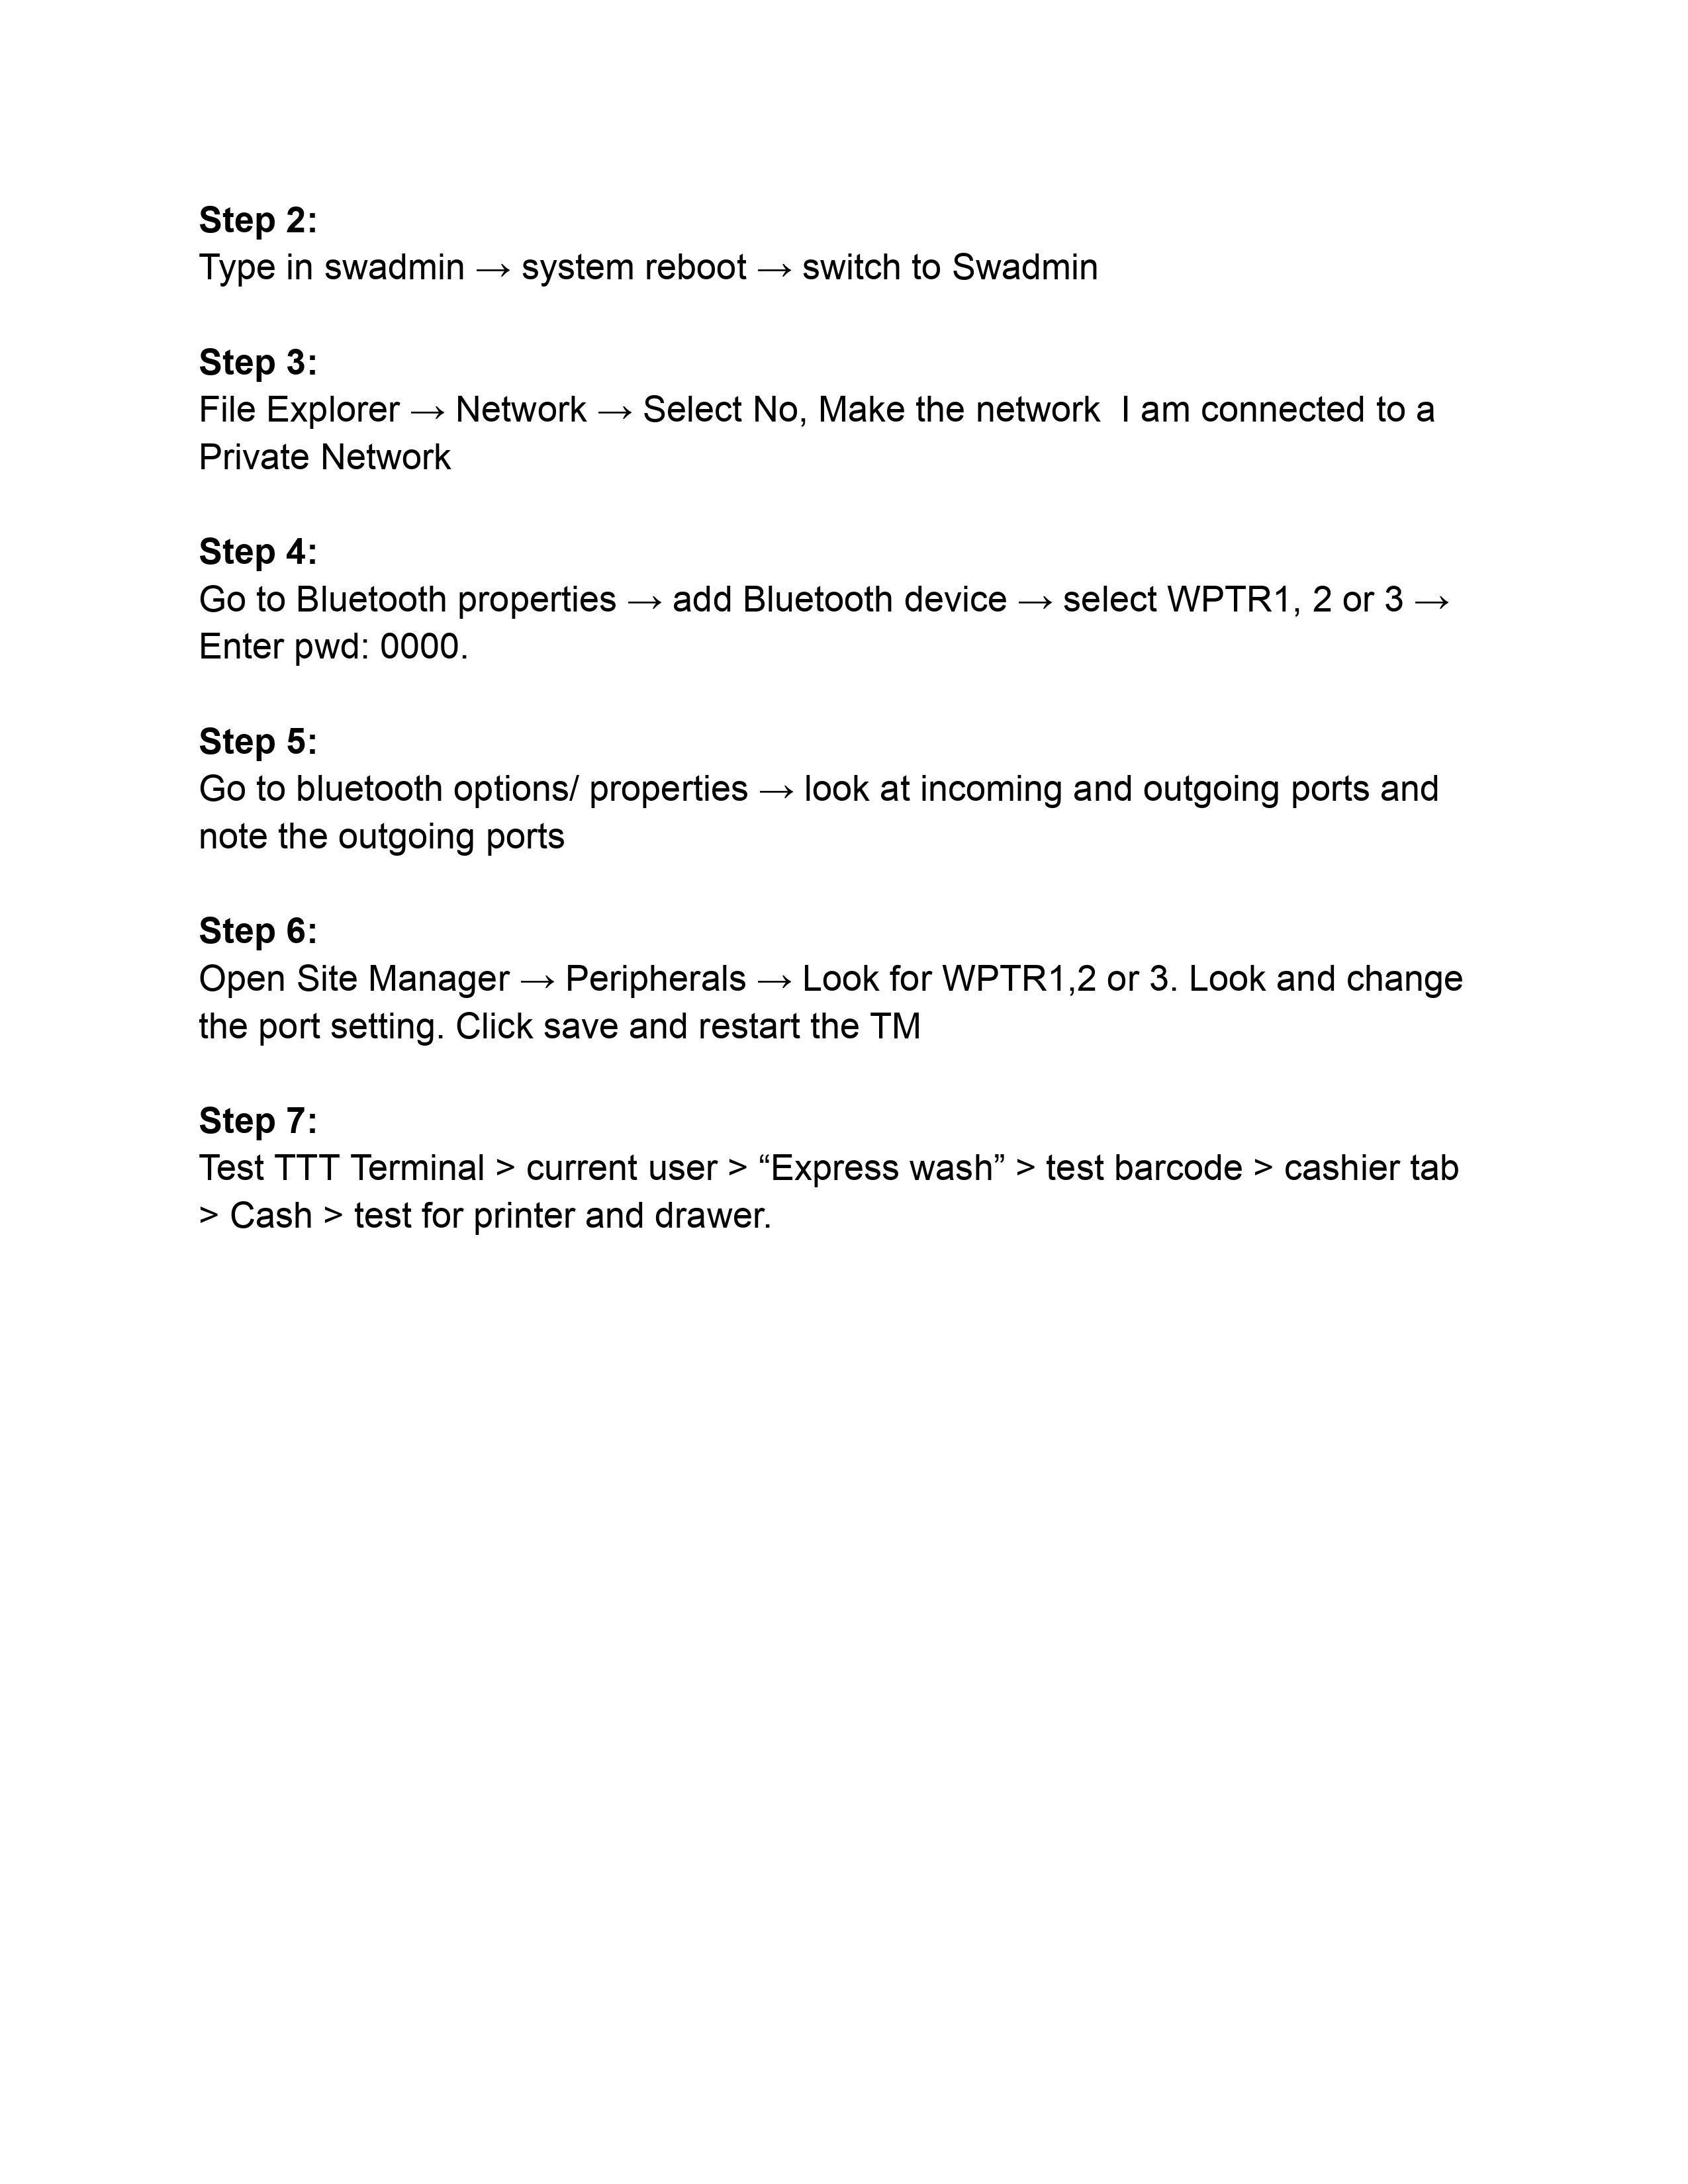 Step 2:
Type in swadmin → system reboot → switch to Swadmin
Step 3:
File Explorer → Network → Select No, Make the network  I am connected to a
Private Network
Step 4:
Go to Bluetooth properties → add Bluetooth device → select WPTR1, 2 or 3 →
Enter pwd: 0000.
Step 5:
Go to bluetooth options/ properties → look at incoming and outgoing ports and
note the outgoing ports
Step 6:
Open Site Manager → Peripherals → Look for WPTR1,2 or 3. Look and change
the port setting. Click save and restart the TM
Step 7:
Test TTT Terminal > current user > “Express wash” > test barcode > cashier tab
> Cash > test for printer and drawer.